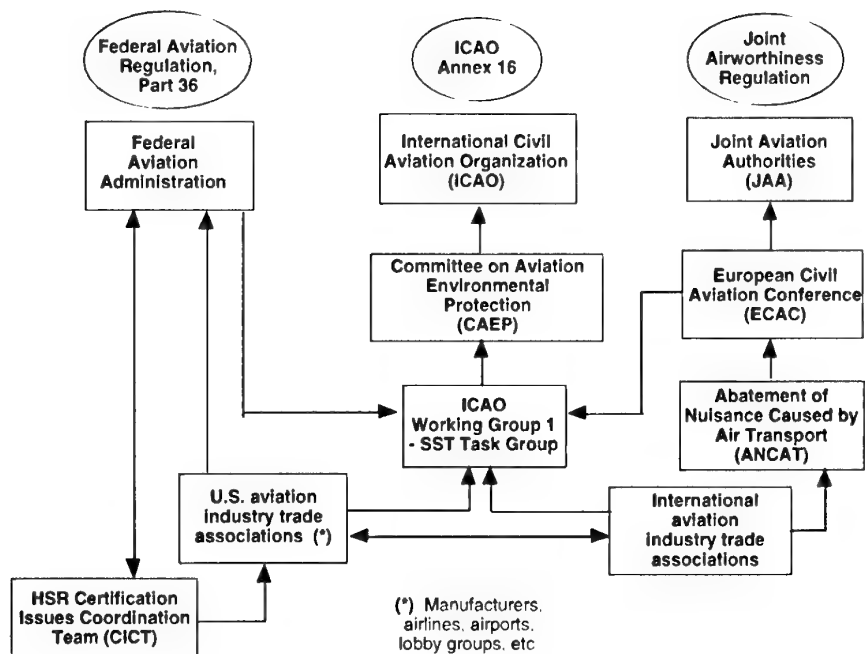 Federal Aviation
Regulation,
Part 36
ICAO
Annex 16
Joint
Airworthiness
Regulation
Federal
Aviation
Administration
International Civil
Aviation Organization
(ICAO)
Joint Aviation
Authorities
(JAA)
Committee on Aviation
Environmental
Protection
(CAEP)
European Civil
Aviation Conference
(ECAC)
ICAO
Working Group 1
- SST Task Group
Abatement of
Nuisance Caused by
Air Transport
(ANCAT)
U.S. aviation
industry trade
associations (*)
International
aviation
industry trade
associations
HSR Certification
Issues Coordination
Team (CICT)
(*) Manufacturers,
airlines, airports,
lobby groups, etc